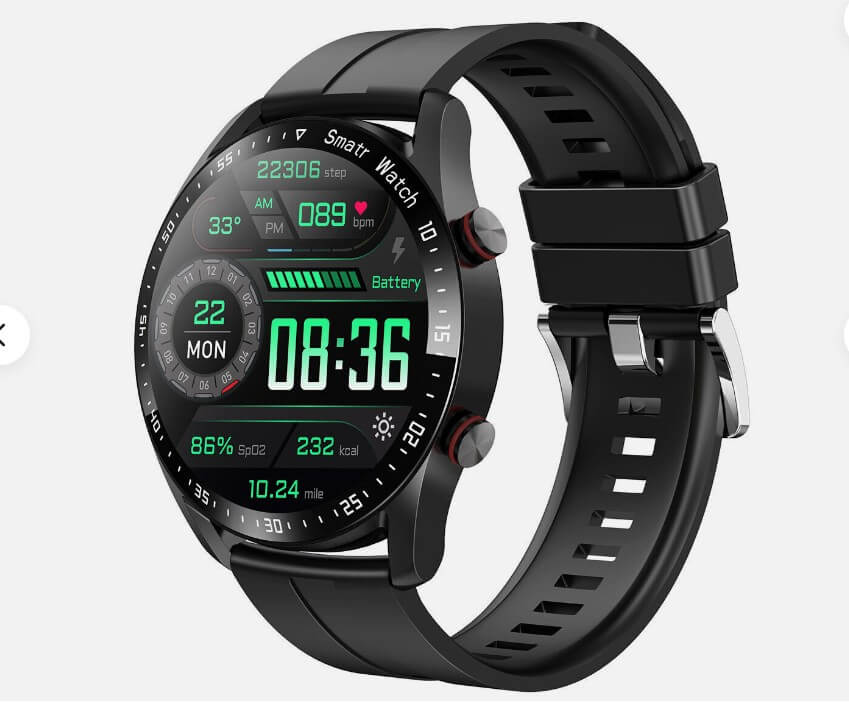 Smatr Watch
10
15
20
25
30
35
40
45
50
55
22306 step
33°
AM
PM
089 bpm
Battery
12
01
02
03
04
05
06
07
08
09
10
11
22
MON
08:36
86% SpO2
232 kcal
10.24 mile